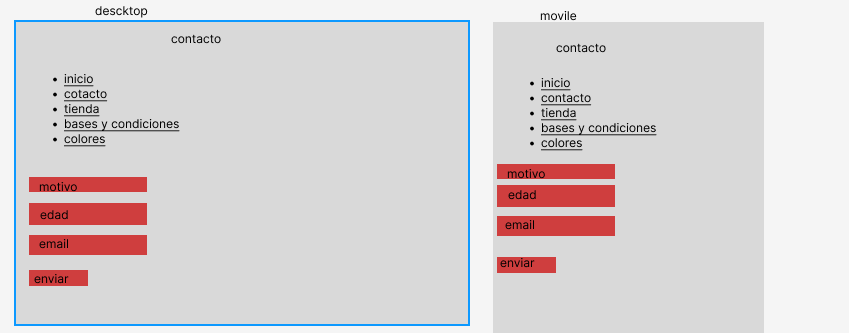 descktop
contacto
inicio
cotacto
tienda
bases y condiciones
colores
motivo
edad
email
enviar
movile
contacto
inicio
contacto
tienda
bases y condiciones
colores
motivo
edad
email
enviar